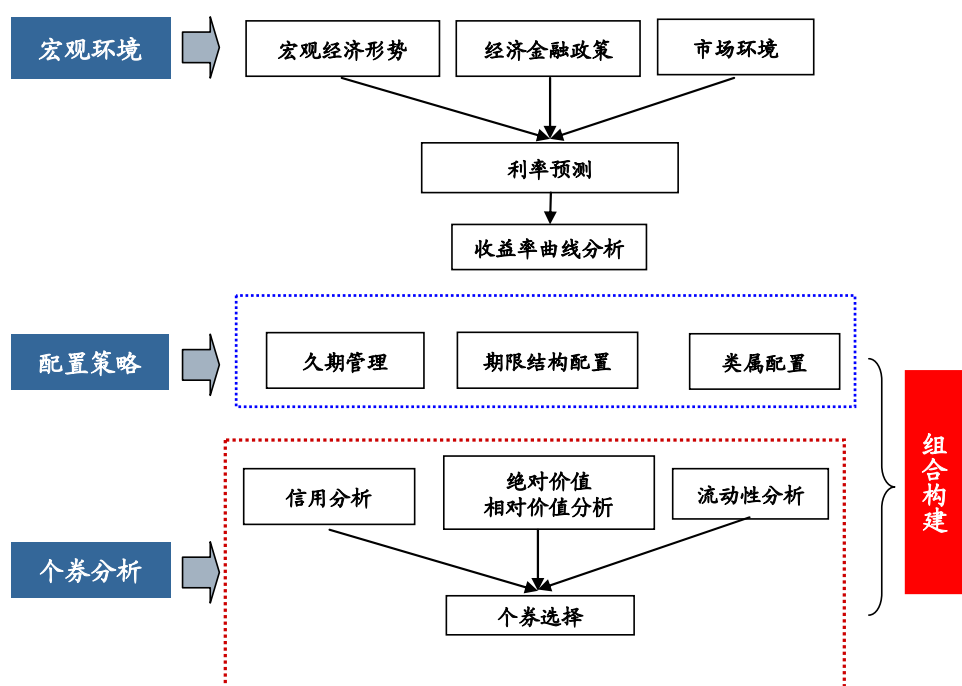 宏观环境
宏观经济形势
经济金融政策
市场环境
利率预测
收益率曲线分析
配置策略
久期管理
期限结构配置
类属配置
组合构建
个券分析
信用分析
绝对价值
相对价值分析
流动性分析
个券选择